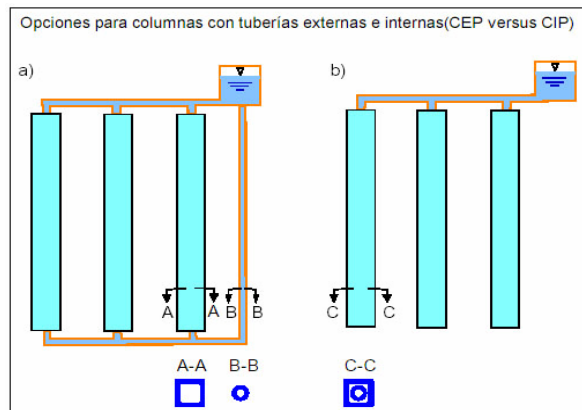 Opciones para columnas con tuberías externas e internas(CEP versus CIP)
a)
b)
A A B B
C C
A-A B-B
C-C